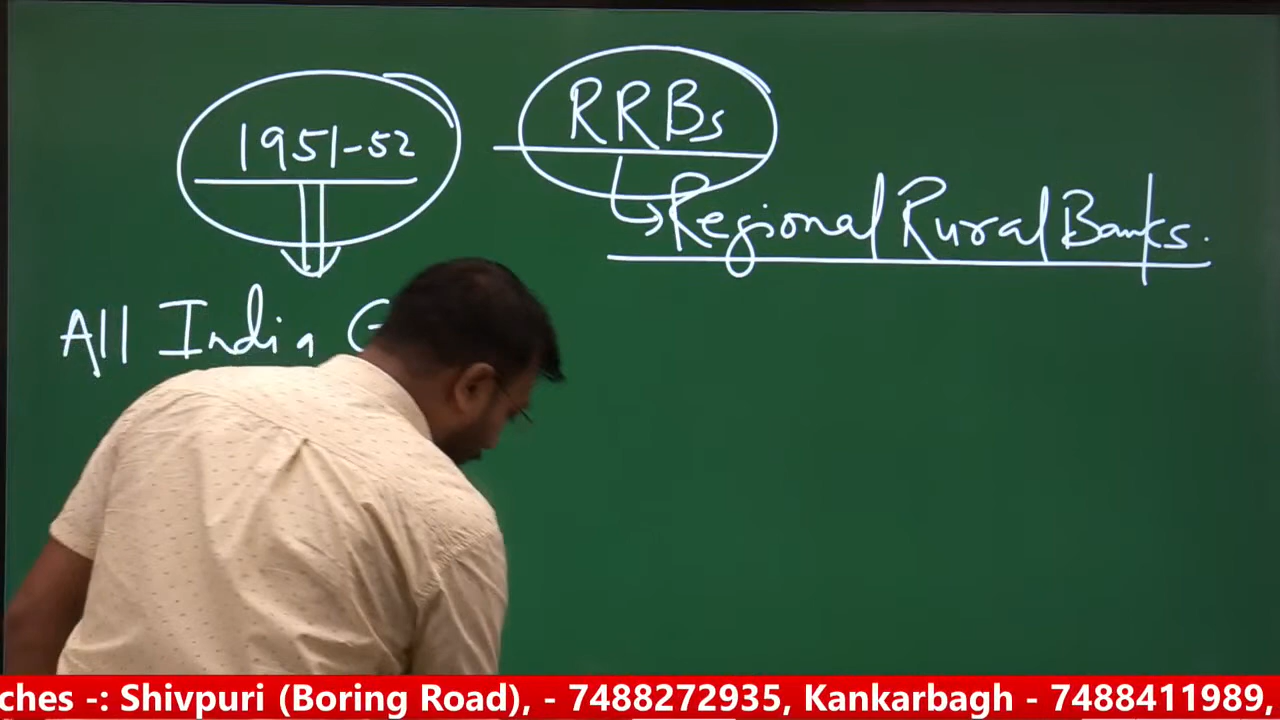 1951-52
RRBs
Regional Rural Banks.
All India
ches -: Shivpuri (Boring Road), - 7488272935, Kankarbagh - 7488411989,